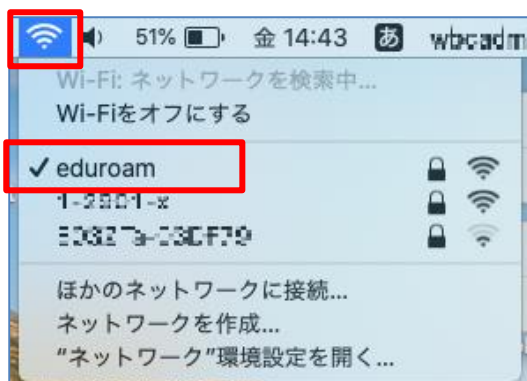 51% 金 14:43 あ wbcadm
Wi-Fi: ネットワークを検索中...
Wi-Fiをオフにする
✓ eduroam
ほかのネットワークに接続...
ネットワークを作成...
“ネットワーク”環境設定を開く...